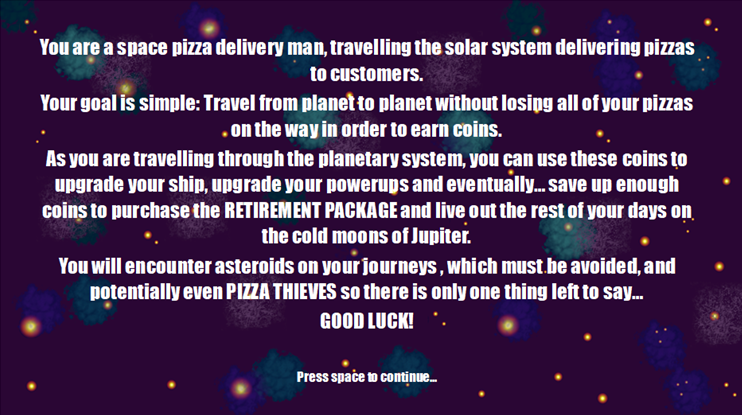 You are a space pizza delivery man, travelling the solar system delivering pizzas
to customers.
Your goal is simple: Travel from planet to planet without losing all of your pizzas
on the way in order to earn coins.
As you are travelling through the planetary system, you can use these coins to
upgrade your ship, upgrade your powerups and eventually... save up enough
coins to purchase the RETIREMENT PACKAGE and live out the rest of your days on
the cold moons of Jupiter.
You will encounter asteroids on your journeys , which must be avoided, and
potentially even PIZZA THIEVES so there is only one thing left to say...
GOOD LUCK!
Press space to continue...